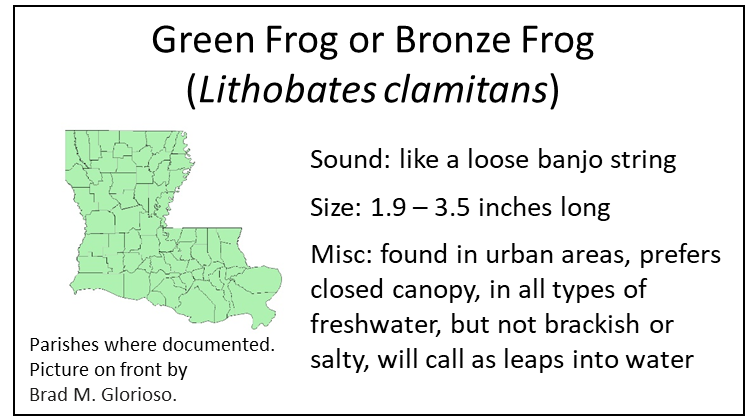 Green Frog or Bronze Frog
(Lithobates clamitans)
Sound: like a loose banjo string
Size: 1.9 – 3.5 inches long
Misc: found in urban areas, prefers
closed canopy, in all types of
freshwater, but not brackish or
salty, will call as leaps into water
Parishes where documented.
Picture on front by
Brad M. Glorioso.